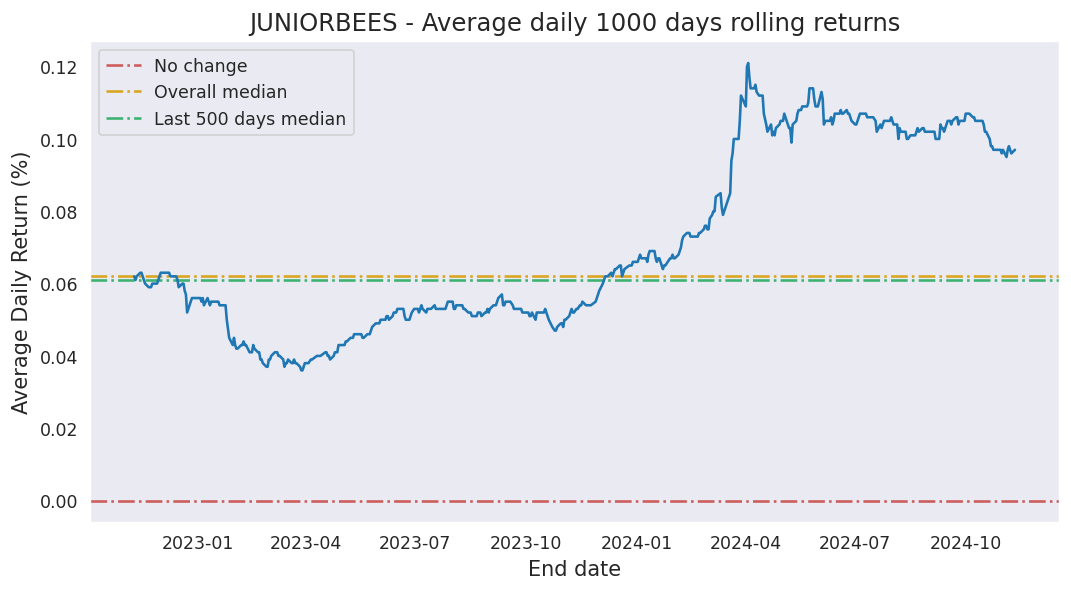 JUNIORBEES - Average daily 1000 days rolling returns
No change
Overall median
Last 500 days median
Average Daily Return (%)
0.12
0.10
0.08
0.06
0.04
0.02
0.00
2023-01 2023-04 2023-07 2023-10 2024-01 2024-04 2024-07 2024-10
End date